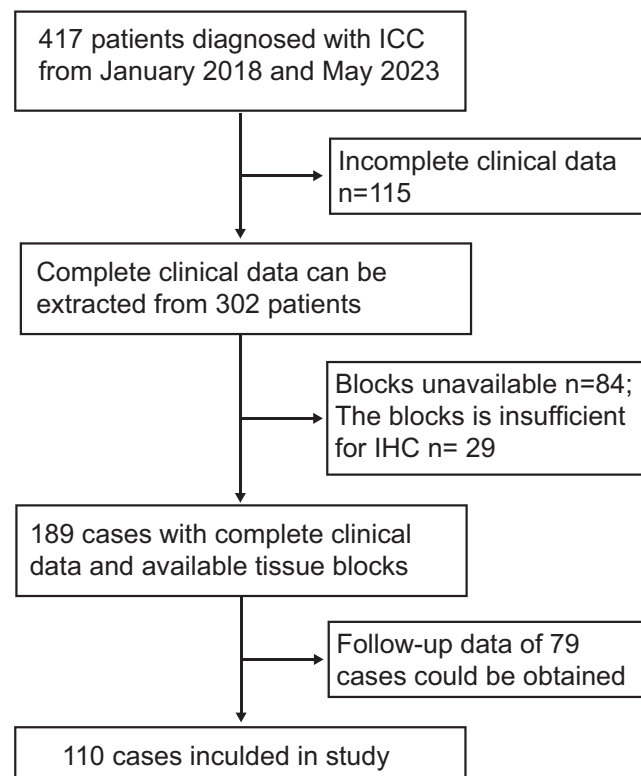 417 patients diagnosed with ICC
from January 2018 and May 2023
Incomplete clinical data
n=115
Complete clinical data can be
extracted from 302 patients
Blocks unavailable n=84;
The blocks is insufficient
for IHC n= 29
189 cases with complete clinical
data and available tissue blocks
Follow-up data of 79
cases could be obtained
110 cases inculded in study